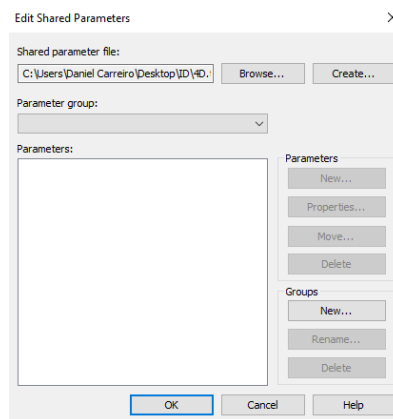 Edit Shared Parameters
Shared parameter file:
C:\Users\Daniel Carreiro\Desktop\ID\4D. Browse... Create...
Parameter group:
Parameters:
Parameters
New...
Properties...
Move...
Delete
Groups
New...
Rename...
Delete
OK Cancel Help